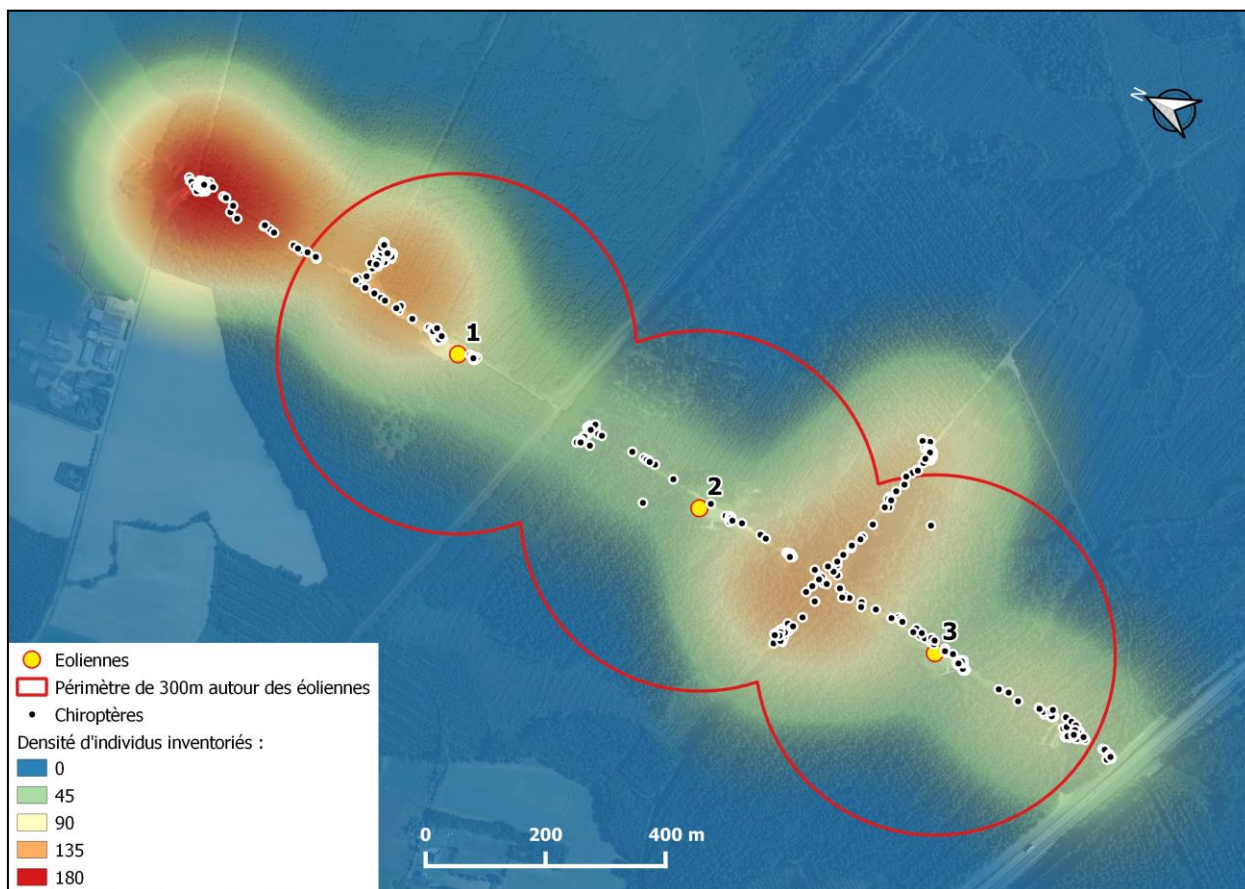 N
1
2
3
Eoliennes
Périmètre de 300m autour des éoliennes
Chiroptères
Densité d'individus inventoriés :
0
45
90
135
180
0 200 400 m